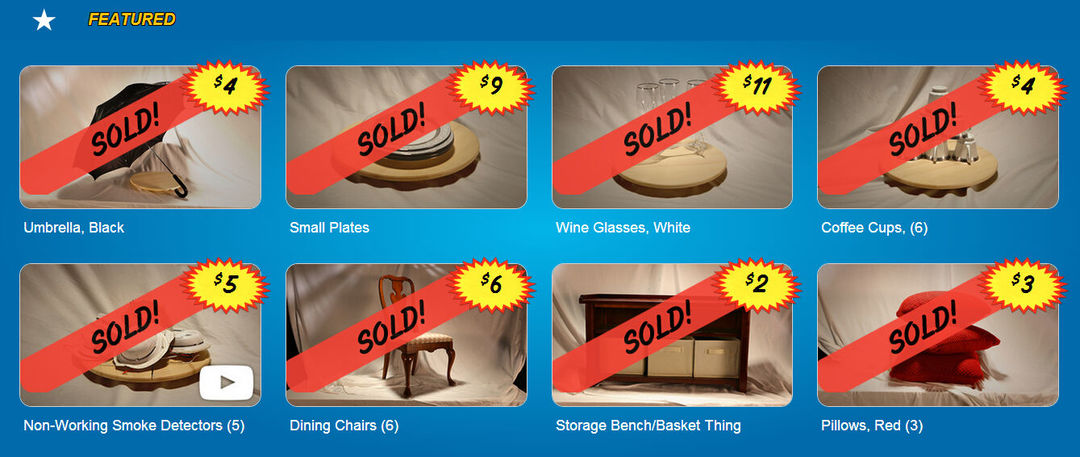 FEATURED
$4
SOLD!
$9
SOLD!
$11
SOLD!
$4
SOLD!
Umbrella, Black
Small Plates
Wine Glasses, White
Coffee Cups, (6)
$5
SOLD!
$6
SOLD!
$2
SOLD!
$3
SOLD!
Non-Working Smoke Detectors (5)
Dining Chairs (6)
Storage Bench/Basket Thing
Pillows, Red (3)